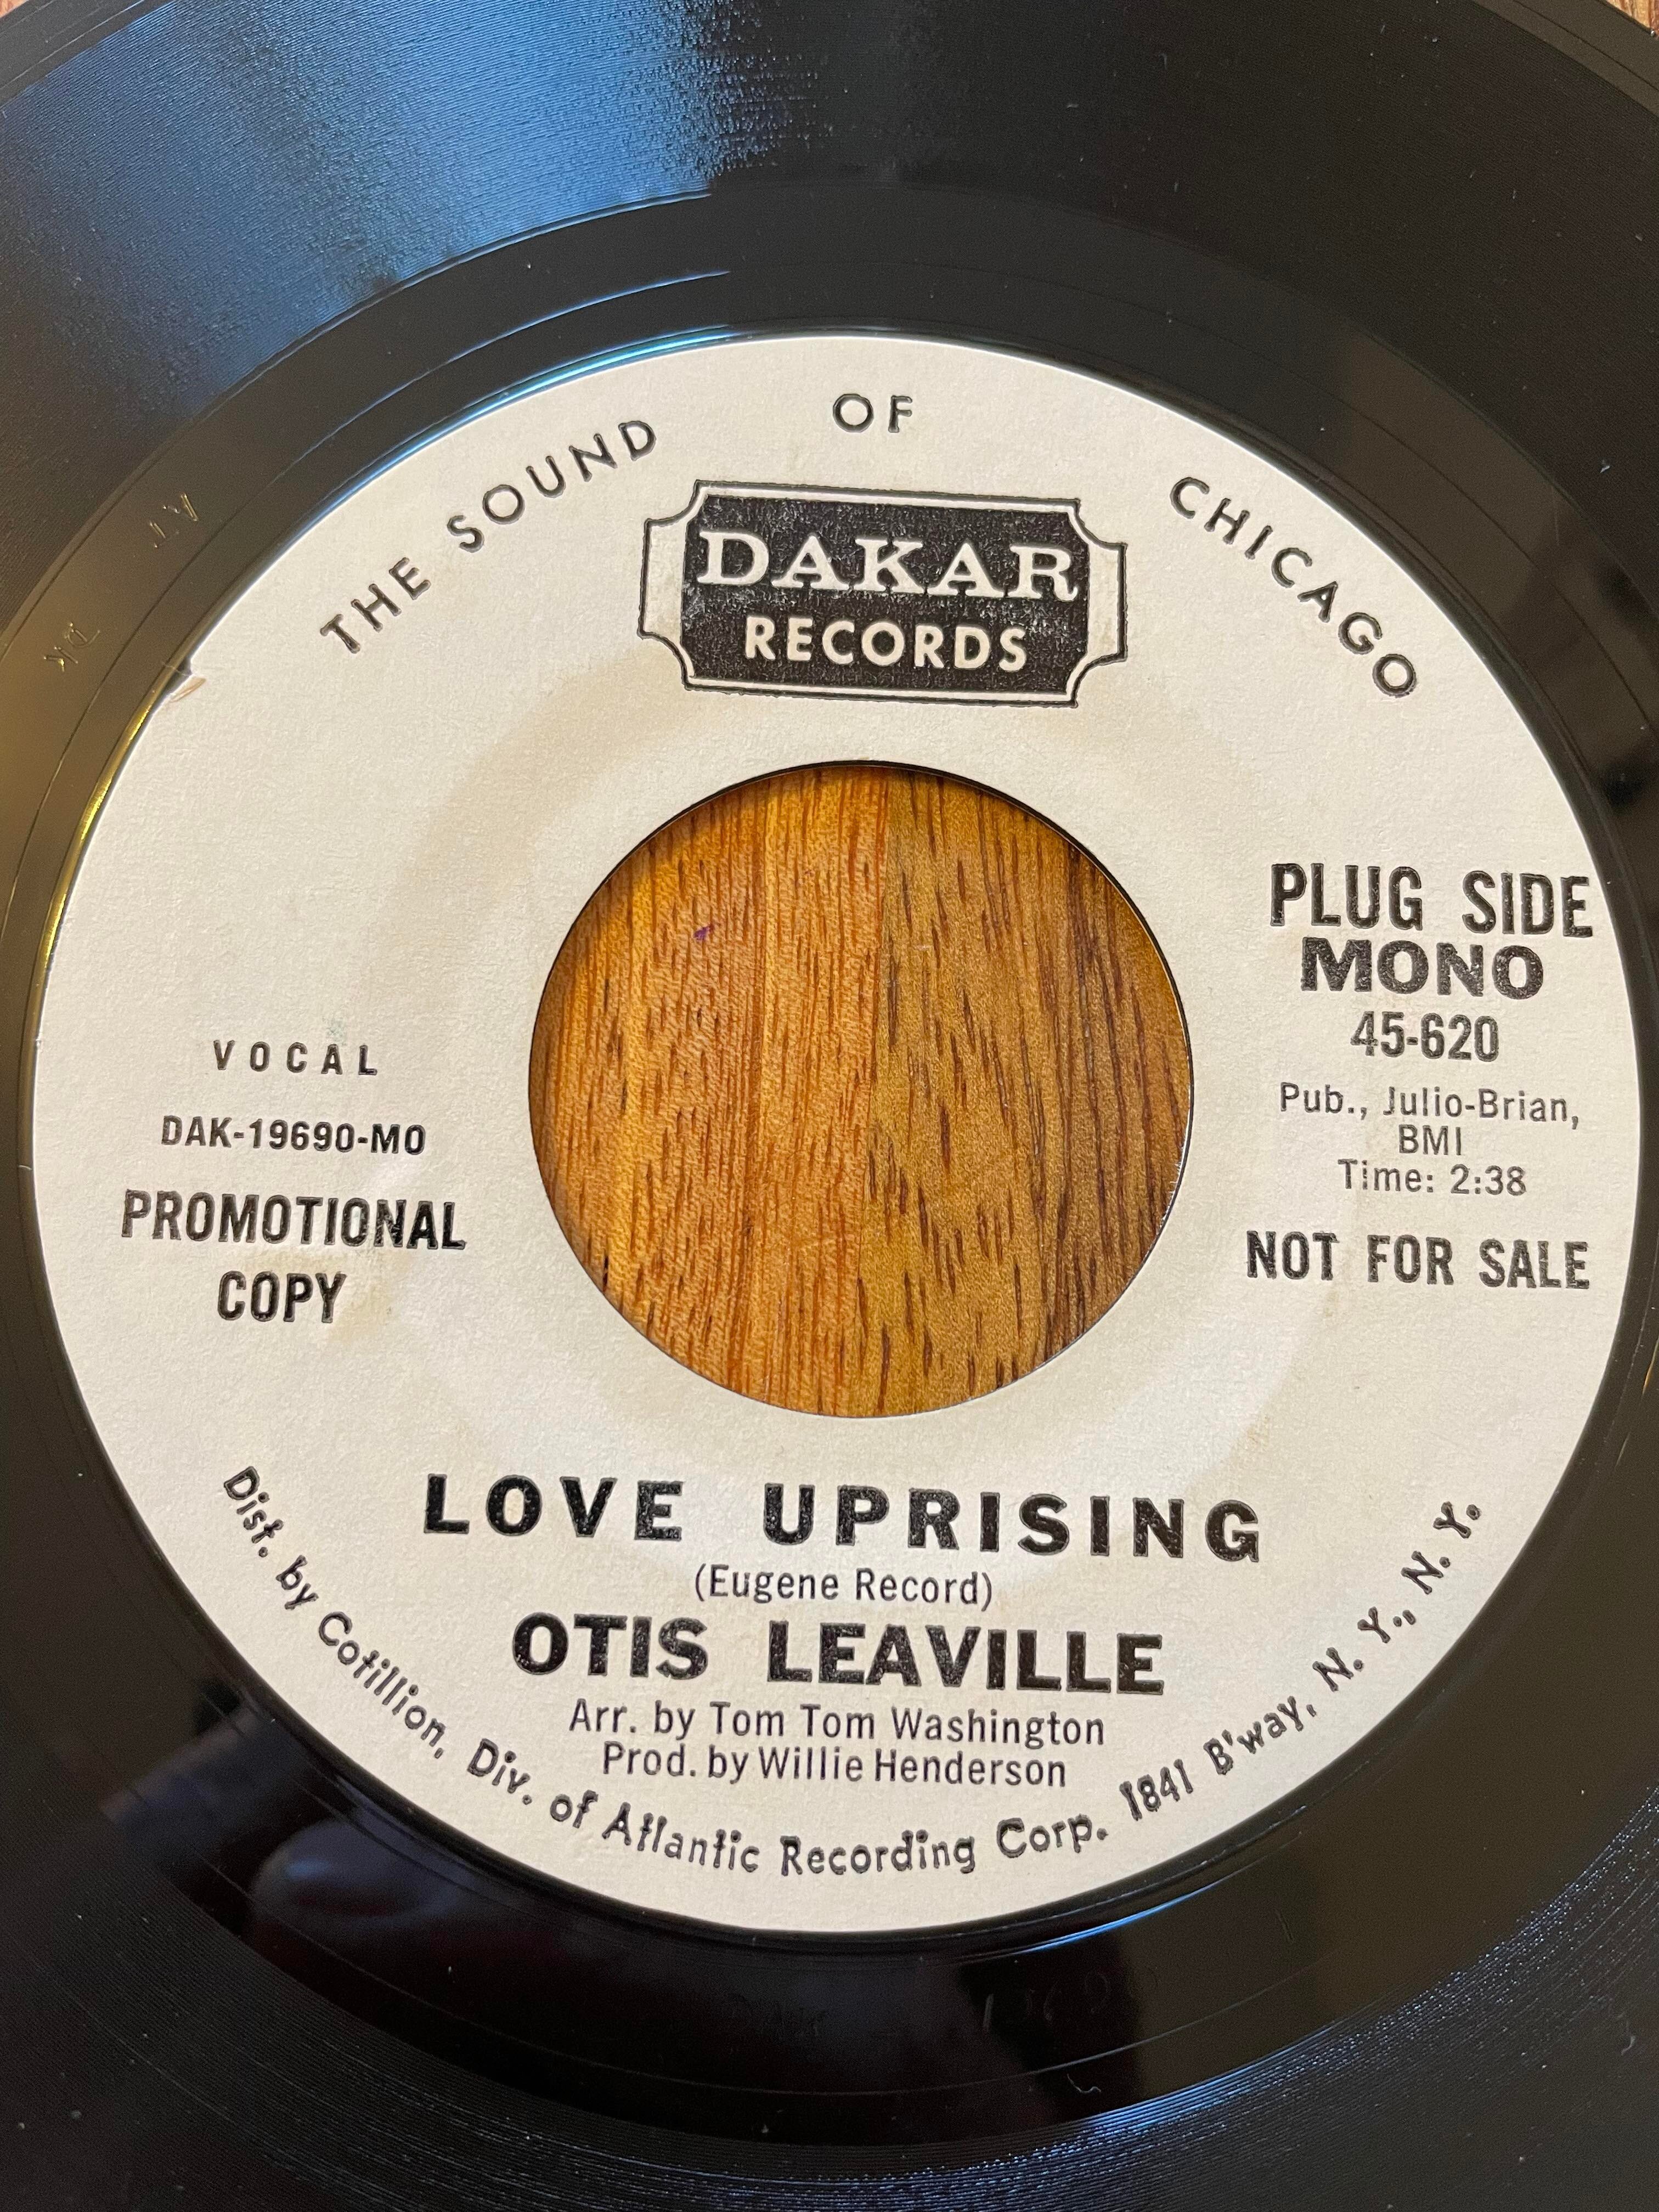 THE SOUND OF CHICAGO
DAKAR
RECORDS
PLUG SIDE
MONO
45-620
Pub., Julio-Brian,
BMI
Time: 2:38
NOT FOR SALE
VOCAL
DAK-19690-MO
PROMOTIONAL
COPY
LOVE UPRISING
(Eugene Record)
OTIS LEAVILLE
Arr. by Tom Tom Washington
Prod. by Willie Henderson
Dist. by Cotillion, Div. of Atlantic Recording Corp. 1841 B'way, N. Y., N. Y.
AT
DK